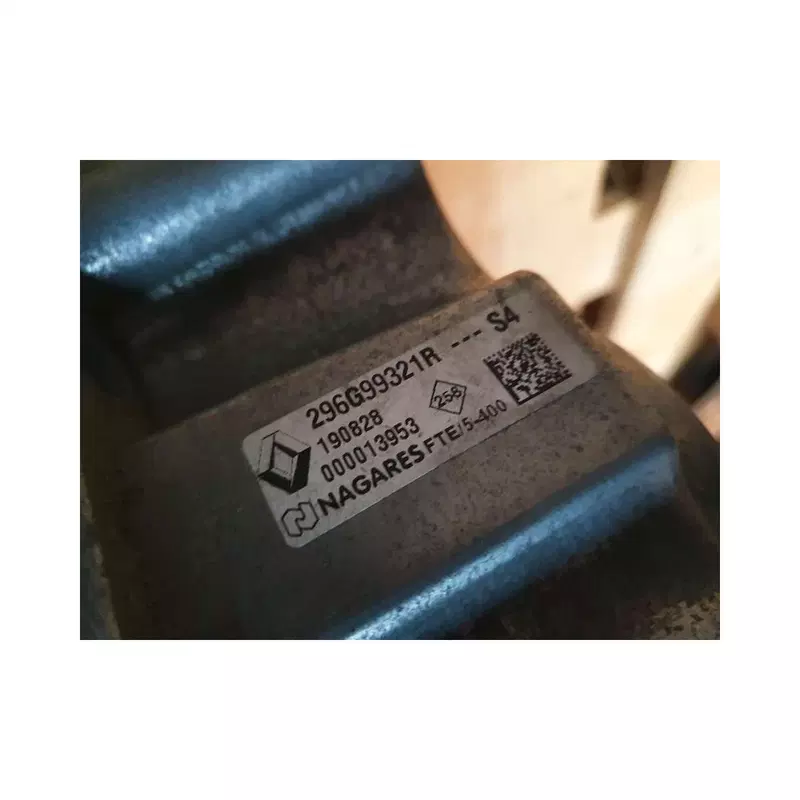 296G99321R --- S4
190828
000013953 258
NAGARES FTE/5-400